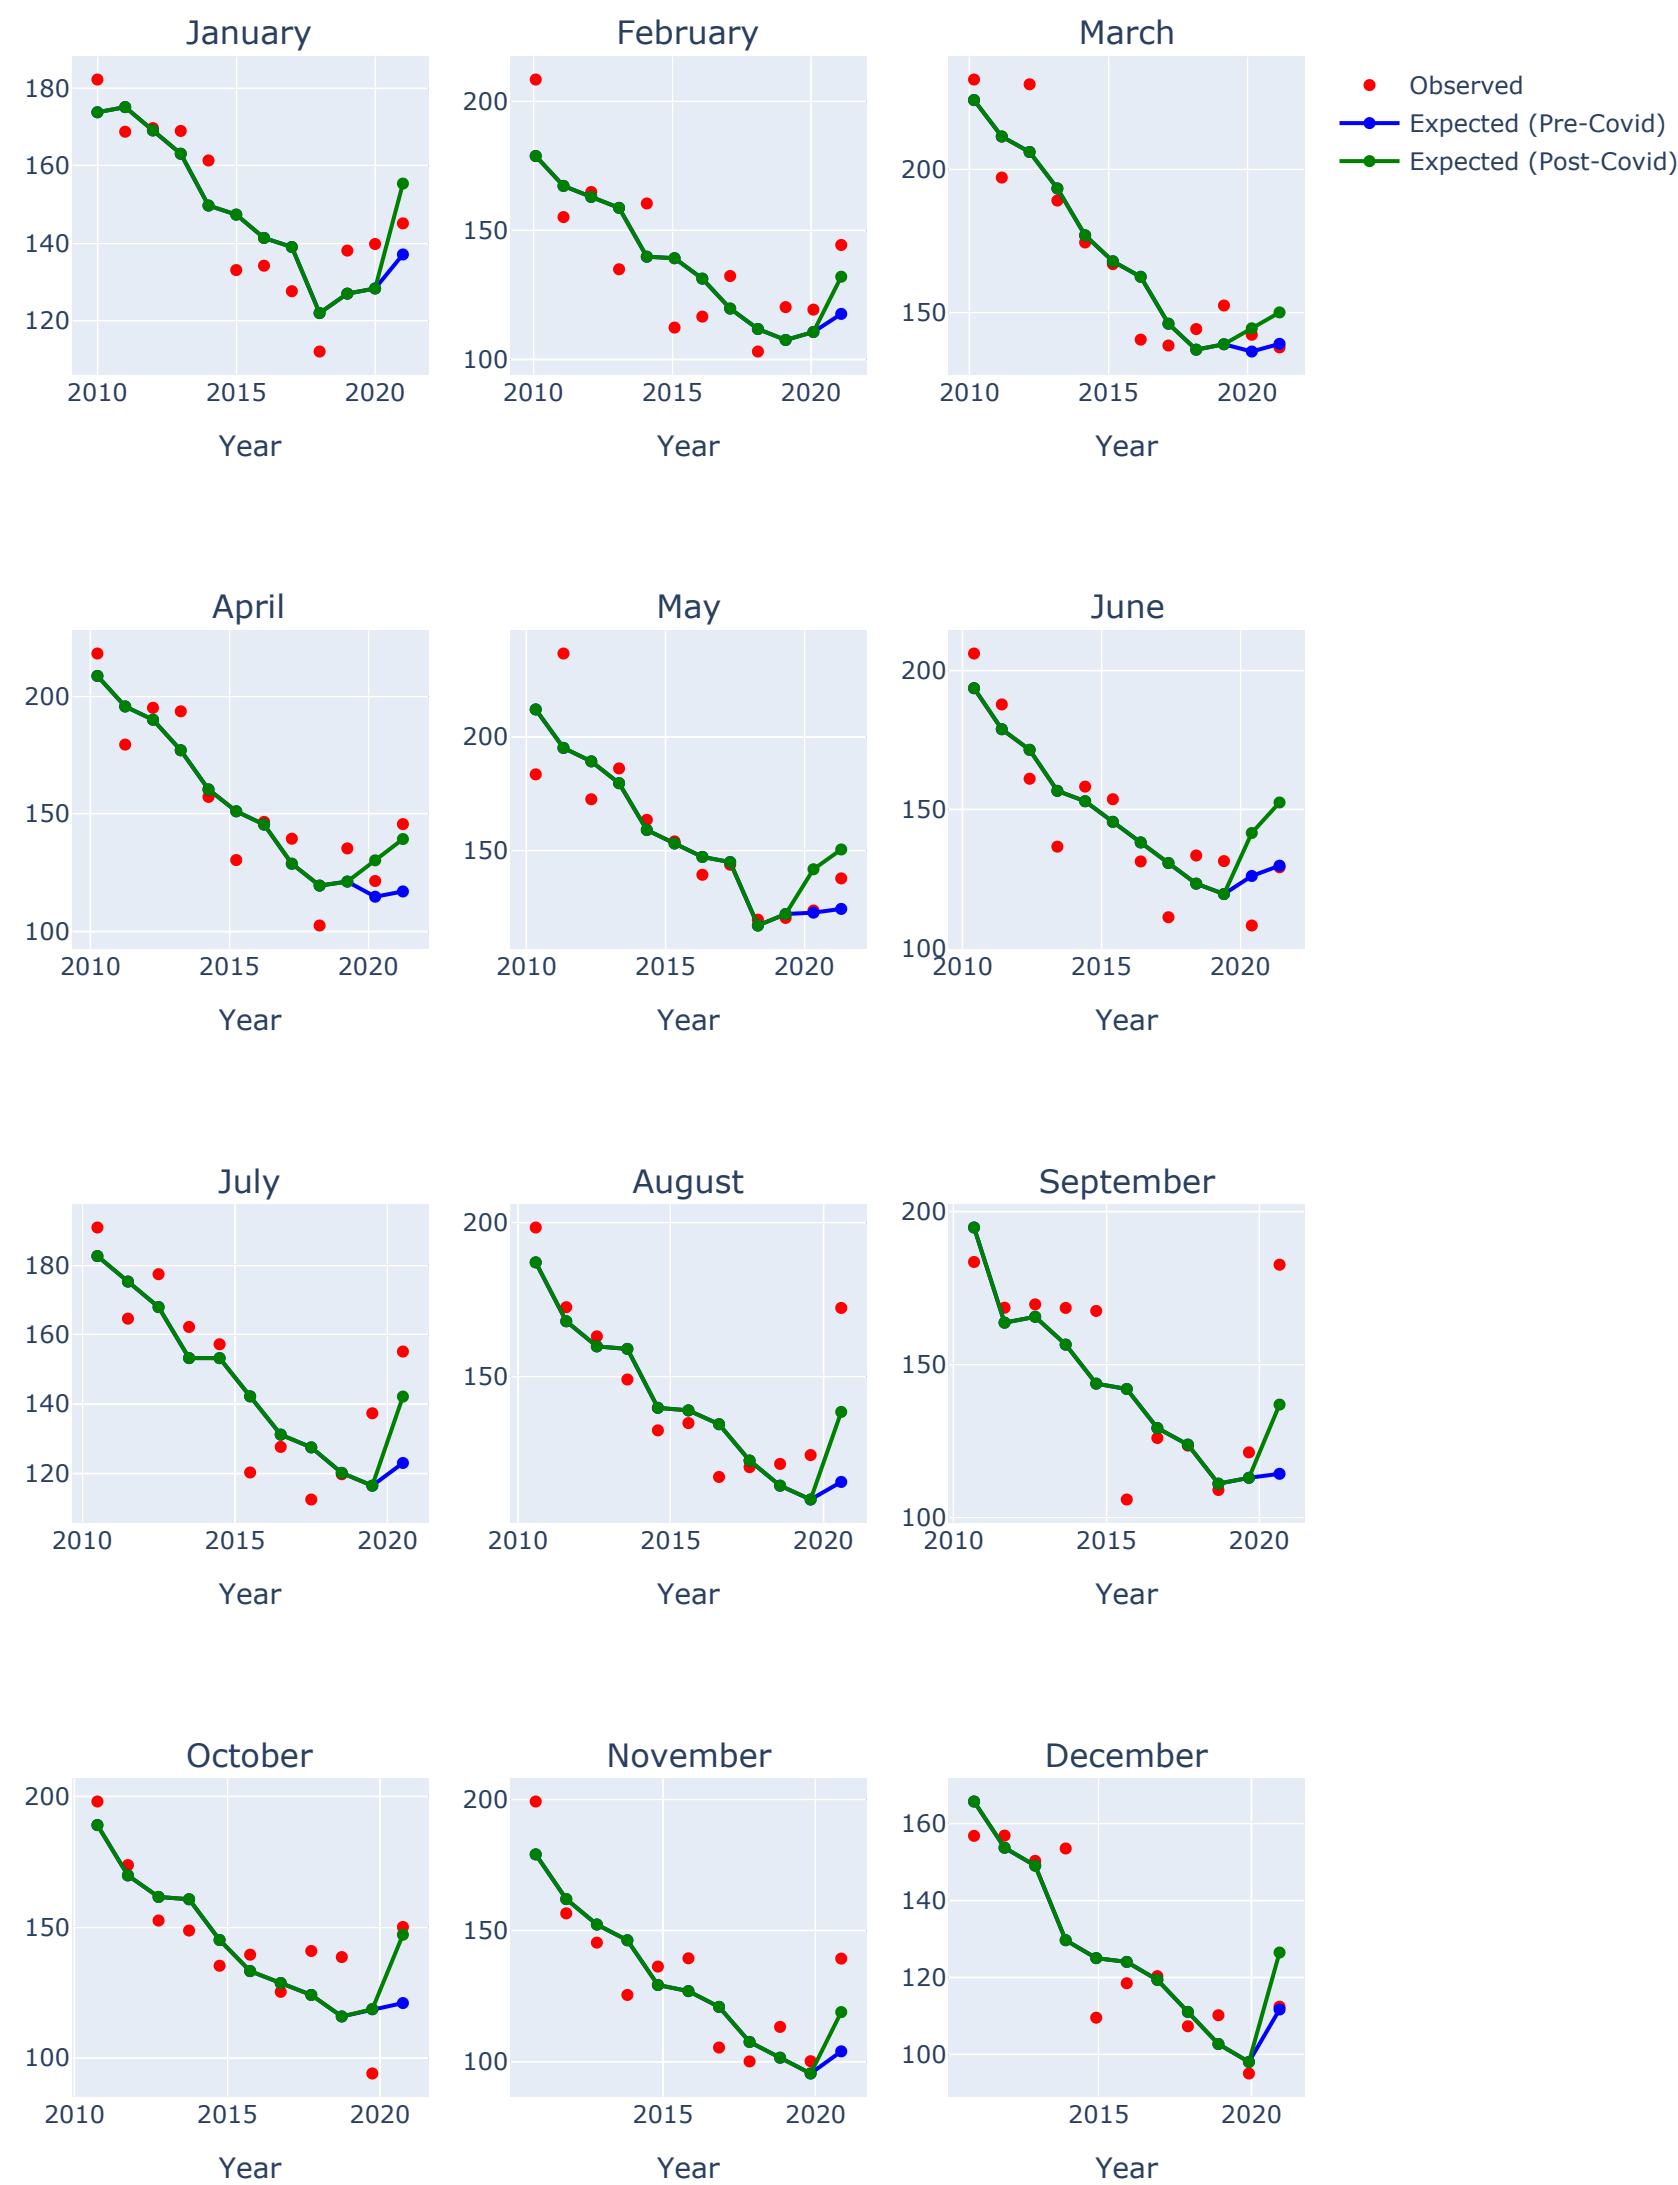 January February March
180
160
140
120
2010 2015 2020
Year
200
150
100
2010 2015 2020
Year
200
150
2010 2015 2020
Year
Observed
Expected (Pre-Covid)
Expected (Post-Covid)
April May June
200
150
100
2010 2015 2020
Year
200
150
2010 2015 2020
Year
200
150
100
2010 2015 2020
Year
July August September
180
160
140
120
2010 2015 2020
Year
200
150
2010 2015 2020
Year
200
150
100
2010 2015 2020
Year
October November December
200
150
100
2010 2015 2020
Year
200
150
100
2015 2020
Year
160
140
120
100
2015 2020
Year